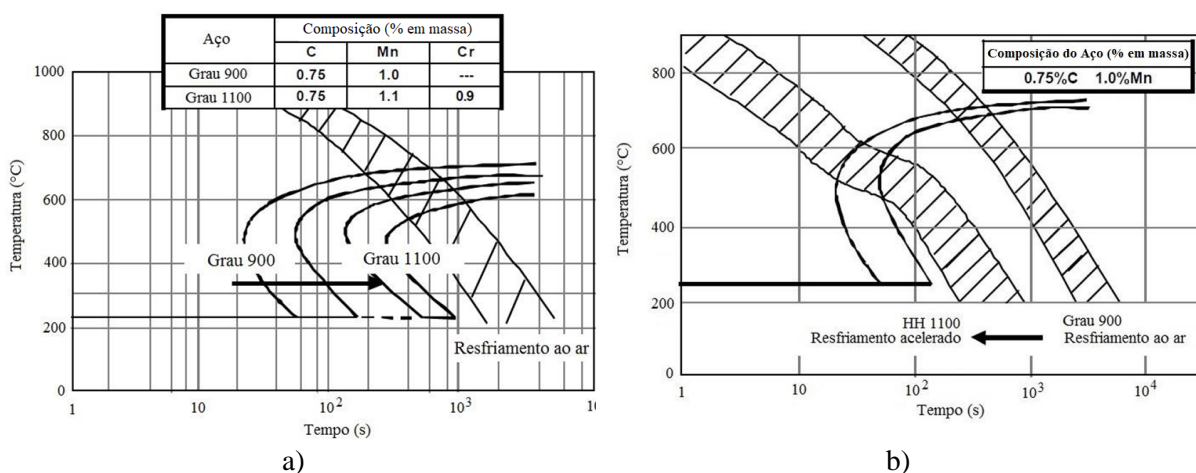 Aço Composição (% em massa)
C Mn Cr
Grau 900 0.75 1.0 ---
Grau 1100 0.75 1.1 0.9
1000
800
600
400
200
0
Temperatura (°C)
Grau 900
Grau 1100
Resfriamento ao ar
1 10 10² 10³ 10
Tempo (s)
a)
Composição do Aço (% em massa)
0.75%C 1.0%Mn
800
600
400
200
Temperatura (°C)
HH 1100
Resfriamento acelerado
Grau 900
Resfriamento ao ar
1 10 10² 10³ 10⁴
Tempo (s)
b)